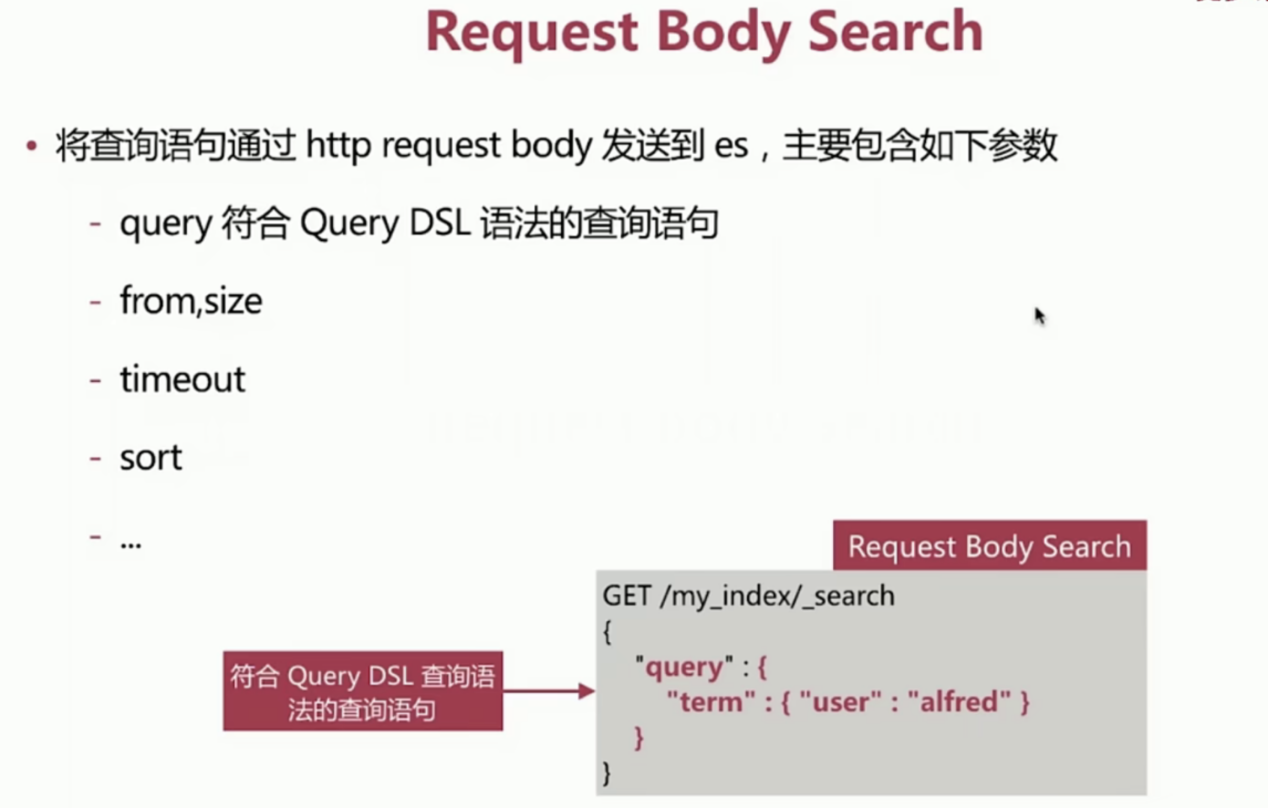 Request Body Search
• 将查询语句通过 http request body 发送到 es，主要包含如下参数
- query 符合 Query DSL 语法的查询语句
- from,size
- timeout
- sort
- ...
Request Body Search
GET /my_index/_search
{
"query" : {
"term" : { "user" : "alfred" }
}
}
符合 Query DSL 查询语
法的查询语句